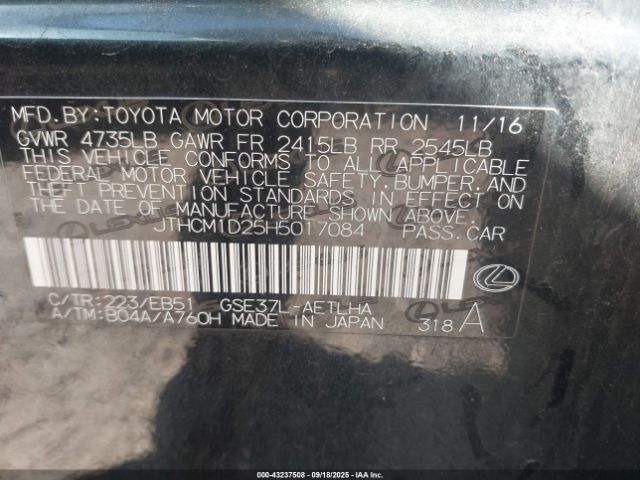 MFD.BY:TOYOTA MOTOR CORPORATION 11/16
GVWR 4735LB GAWR FR 2415LB RR 2545LB
THIS VEHICLE CONFORMS TO ALL APPLICABLE
FEDERAL MOTOR VEHICLE SAFETY,BUMPER,AND
THEFT PREVENTION STANDARDS IN EFFECT ON
THE DATE OF MANUFACTURE SHOWN ABOVE.
JTHCM1D25H5017084 PASS.CAR
C/TR:223/EB51 GSE37L-AETLHA
A/TM:B04A/A760H MADE IN JAPAN 318A
000-43237508 - 09/18/2025 - IAAI.COM